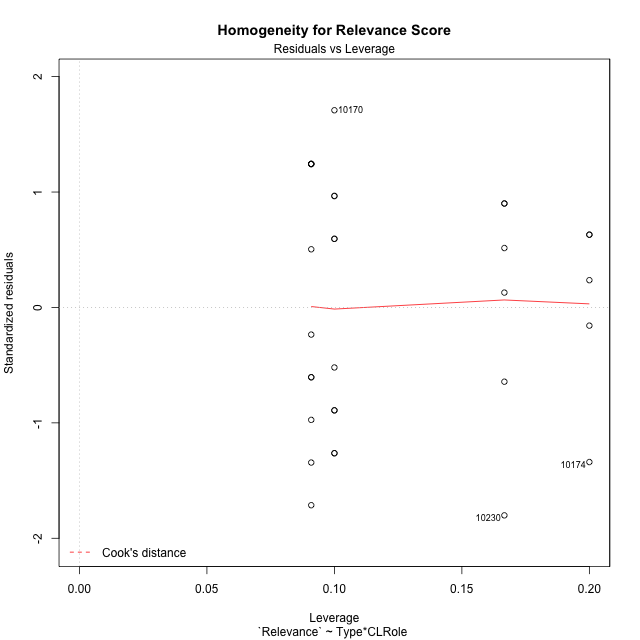 Homogeneity for Relevance Score
Residuals vs Leverage
2
1
0
-1
-2
Standardized residuals
10170
10174
10230
Cook's distance
0.00
0.05
0.10
0.15
0.20
Leverage
`Relevance` ~ Type*CLRole